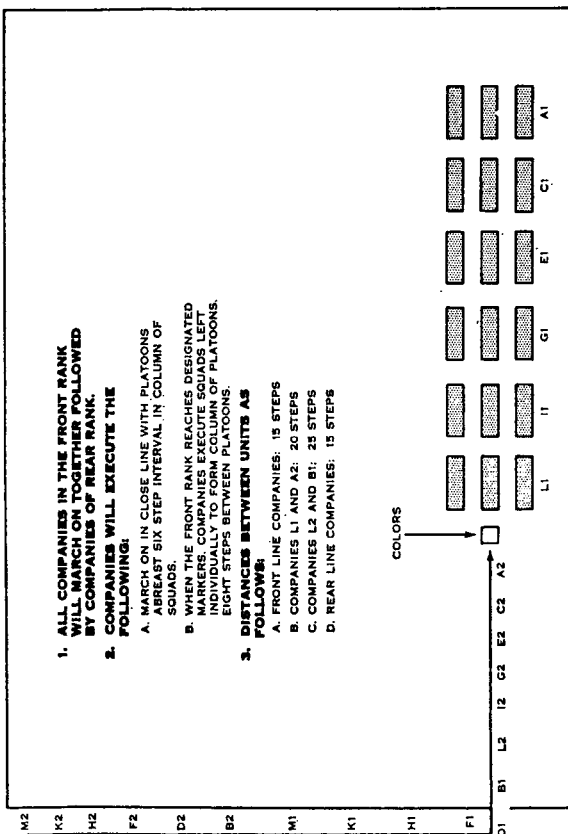 1. ALL COMPANIES IN THE FRONT RANK
WILL MARCH ON TOGETHER FOLLOWED
BY COMPANIES OF REAR RANK.
2. COMPANIES WILL EXECUTE THE
FOLLOWING:
A. MARCH ON IN CLOSE LINE WITH PLATOONS
ABREAST SIX STEP INTERVAL IN COLUMN OF
SQUADS.
B. WHEN THE FRONT RANK REACHES DESIGNATED
MARKERS, COMPANIES EXECUTE SQUADS LEFT
INDIVIDUALLY TO FORM COLUMN OF PLATOONS.
EIGHT STEPS BETWEEN PLATOONS.
3. DISTANCES BETWEEN UNITS AS
FOLLOWS:
A. FRONT LINE COMPANIES: 15 STEPS
B. COMPANIES L1 AND A2: 20 STEPS
C. COMPANIES L2 AND B1: 25 STEPS
D. REAR LINE COMPANIES: 15 STEPS
COLORS
M2
K2
H2
F2
D2
B2
M1
K1
H1
F1
D1
B1
L2
I2
G2
E2
C2
A2
L1
I1
G1
E1
C1
A1